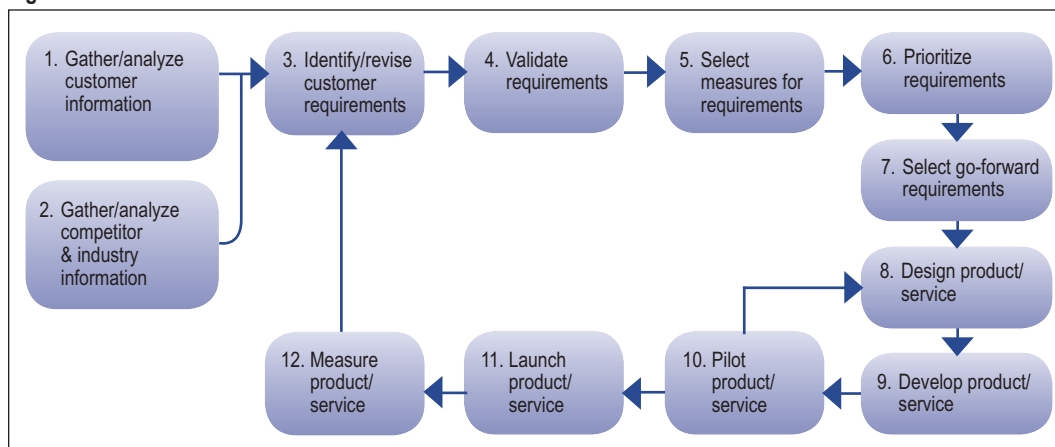 1. Gather/analyze
customer
information
2. Gather/analyze
competitor
& industry
information
3. Identify/revise
customer
requirements
4. Validate
requirements
5. Select
measures for
requirements
6. Prioritize
requirements
7. Select go-forward
requirements
8. Design product/
service
9. Develop product/
service
10. Pilot
product/
service
11. Launch
product/
service
12. Measure
product/
service